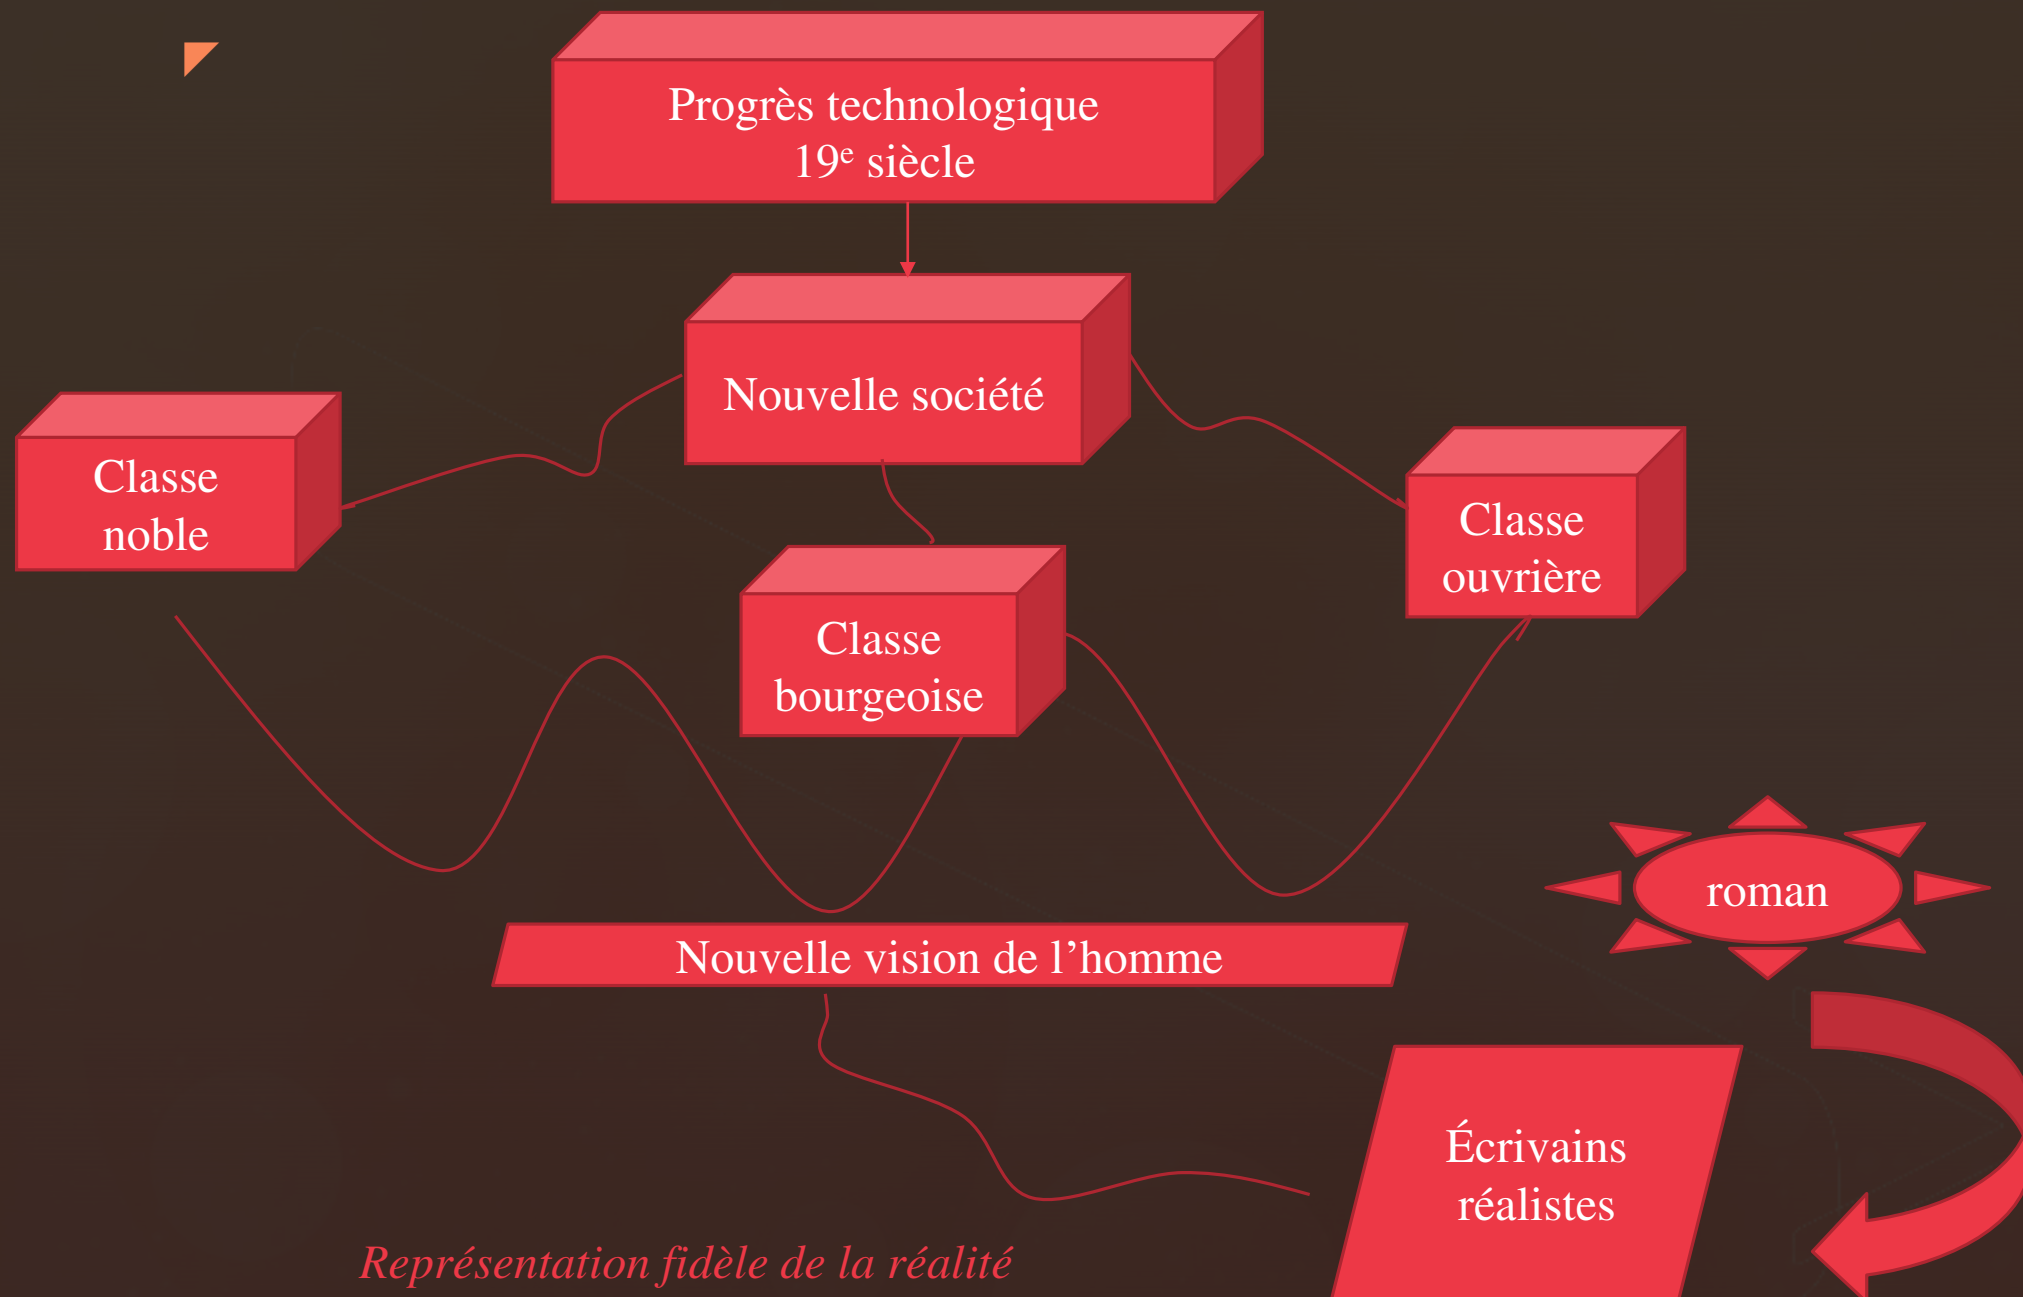 Progrès technologique
19e siècle
Nouvelle société
Classe
noble
Classe
ouvrière
Classe
bourgeoise
roman
Nouvelle vision de l’homme
Écrivains
réalistes
Représentation fidèle de la réalité